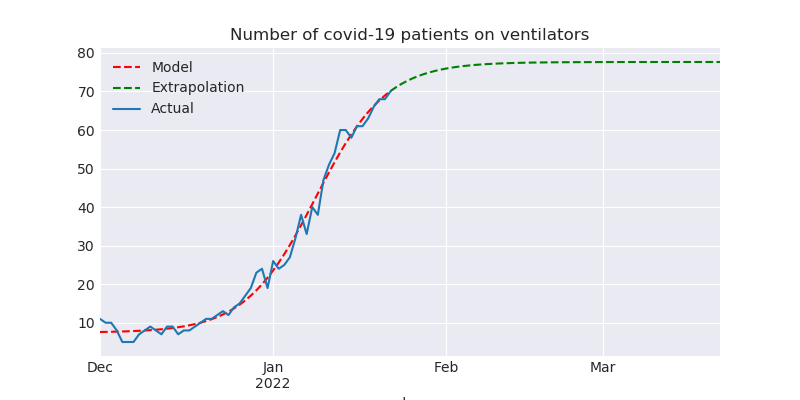 Number of covid-19 patients on ventilators
80
70
60
50
40
30
20
10
Model
Extrapolation
Actual
Dec
Jan
2022
Feb
Mar